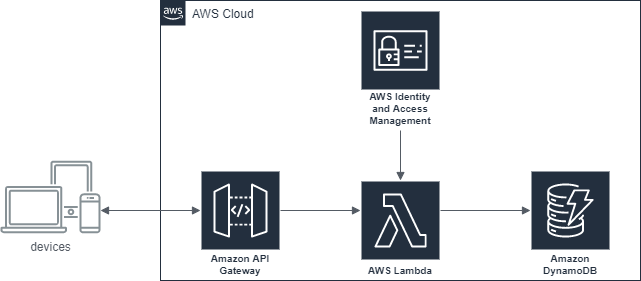 aws
AWS Cloud
AWS Identity
and Access
Management
</>
devices
Amazon API
Gateway
AWS Lambda
Amazon
DynamoDB